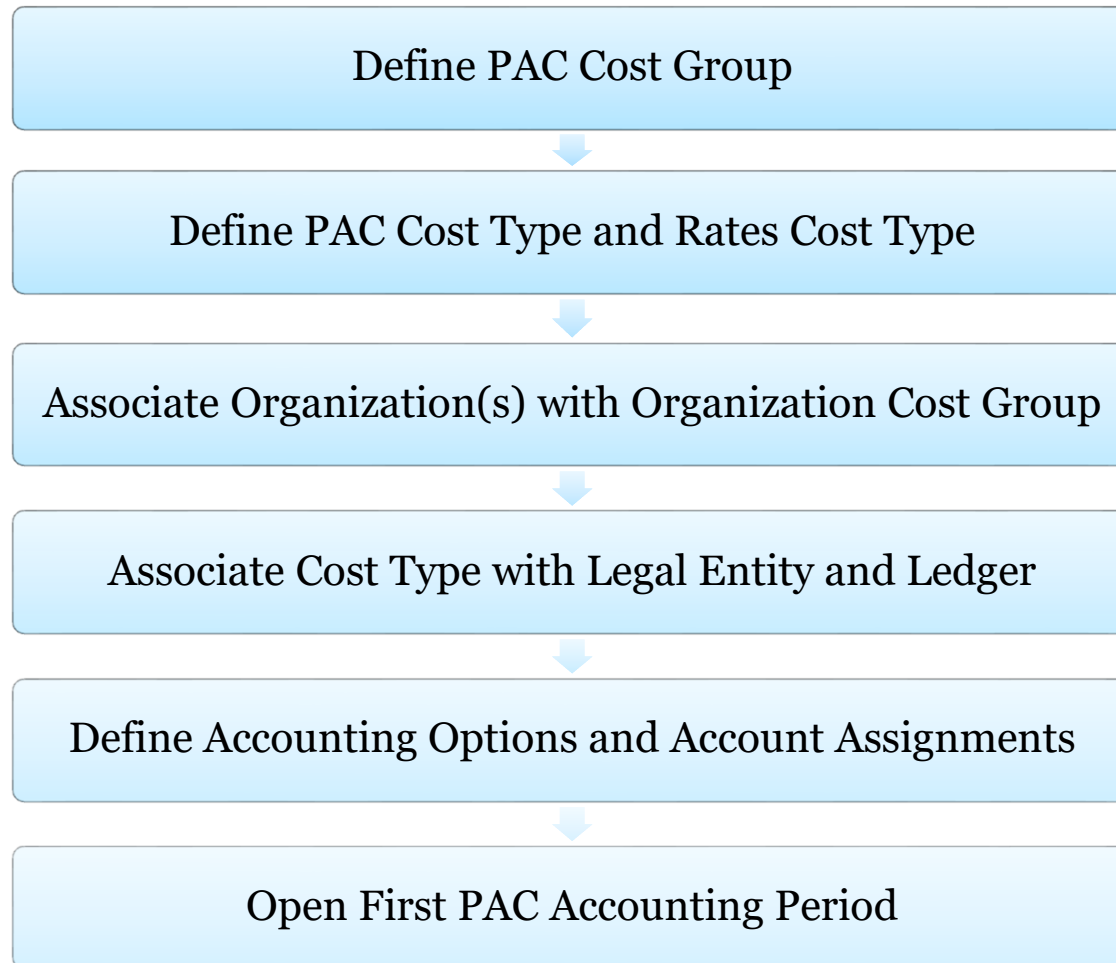 Define PAC Cost Group
Define PAC Cost Type and Rates Cost Type
Associate Organization(s) with Organization Cost Group
Associate Cost Type with Legal Entity and Ledger
Define Accounting Options and Account Assignments
Open First PAC Accounting Period